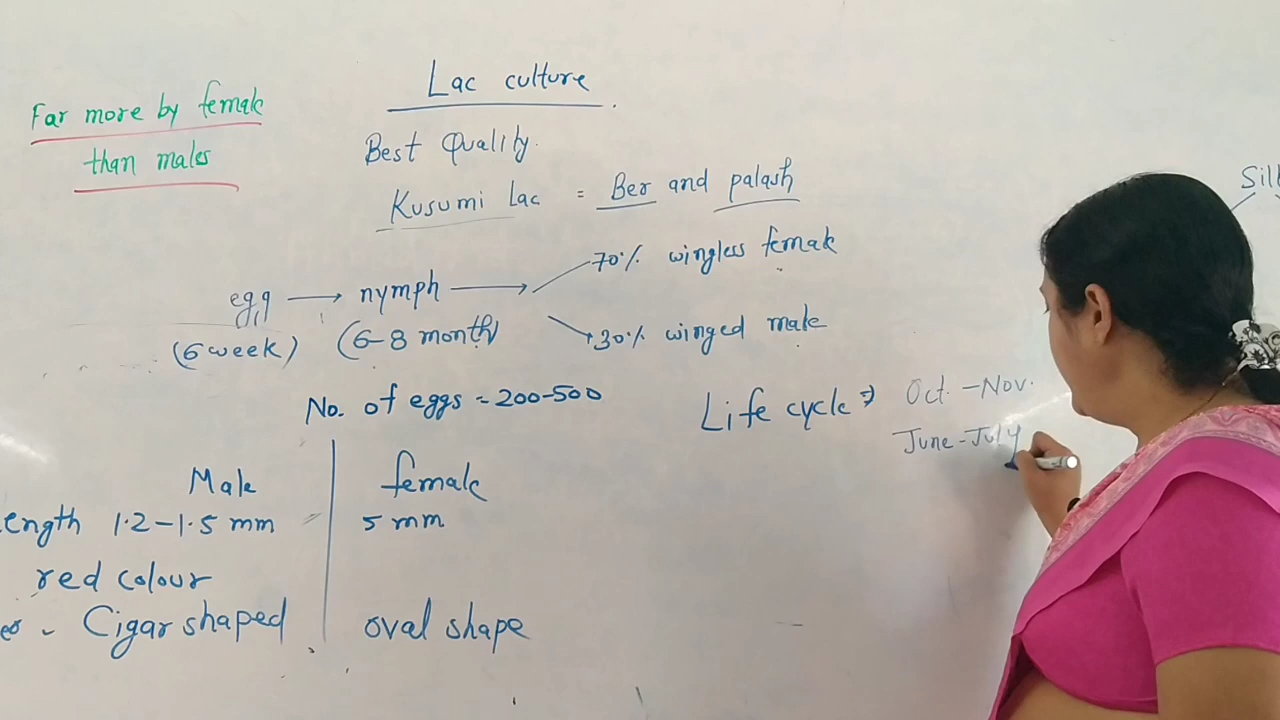 Lac culture
Far more by female
than males
Best Quality.
Kusumi Lac = Ber and palash
70% wingless female
egg → nymph →
30% winged male
(6 week) (6-8 month)
No. of eggs = 200-500
Life cycle ⇒ Oct. - Nov.
June - July
Male female
Length 1.2-1.5 mm 5 mm
red colour
Cigar shaped oval shape